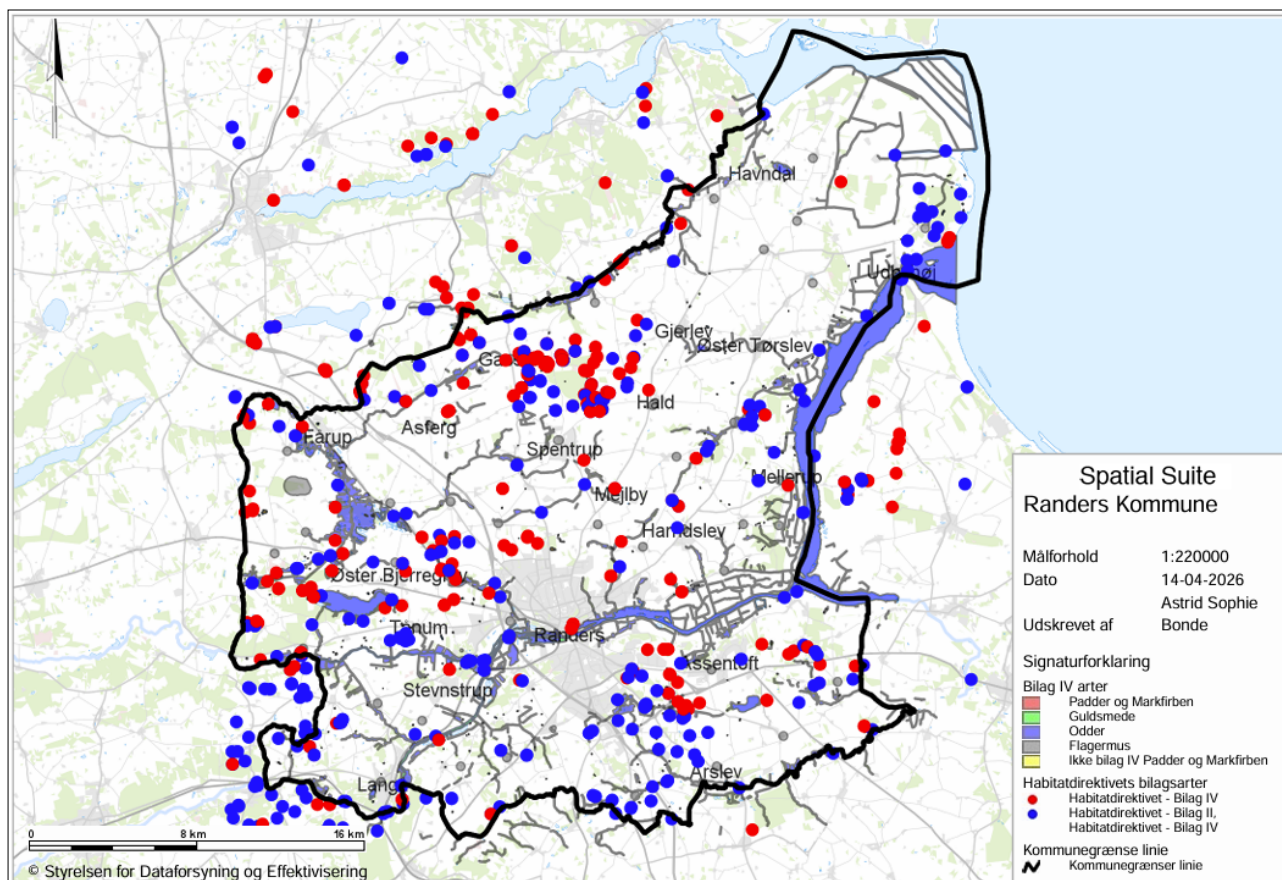 Havndal
Udbyhøj
Gjerlev
Øster Tørslev
Gassum
Hald
Asferg
Fårup
Spentrup
Mellerup
Mejlby
Harridslev
Øster Bjerregrav
Tånum
Randers
Assentoft
Stevnstrup
Langå
Årslev
0 8 km 16 km
© Styrelsen for Dataforsyning og Effektivisering
Spatial Suite
Randers Kommune
Målforhold 1:220000
Dato 14-04-2026
Astrid Sophie
Udskrevet af Bonde
Signaturforklaring
Bilag IV arter
Padder og Markfirben
Guldsmede
Odder
Flagermus
Ikke bilag IV Padder og Markfirben
Habitatdirektivets bilagsarter
Habitatdirektivet - Bilag IV
Habitatdirektivet - Bilag II,
Habitatdirektivet - Bilag IV
Kommunegrænse linie
Kommunegrænser linie